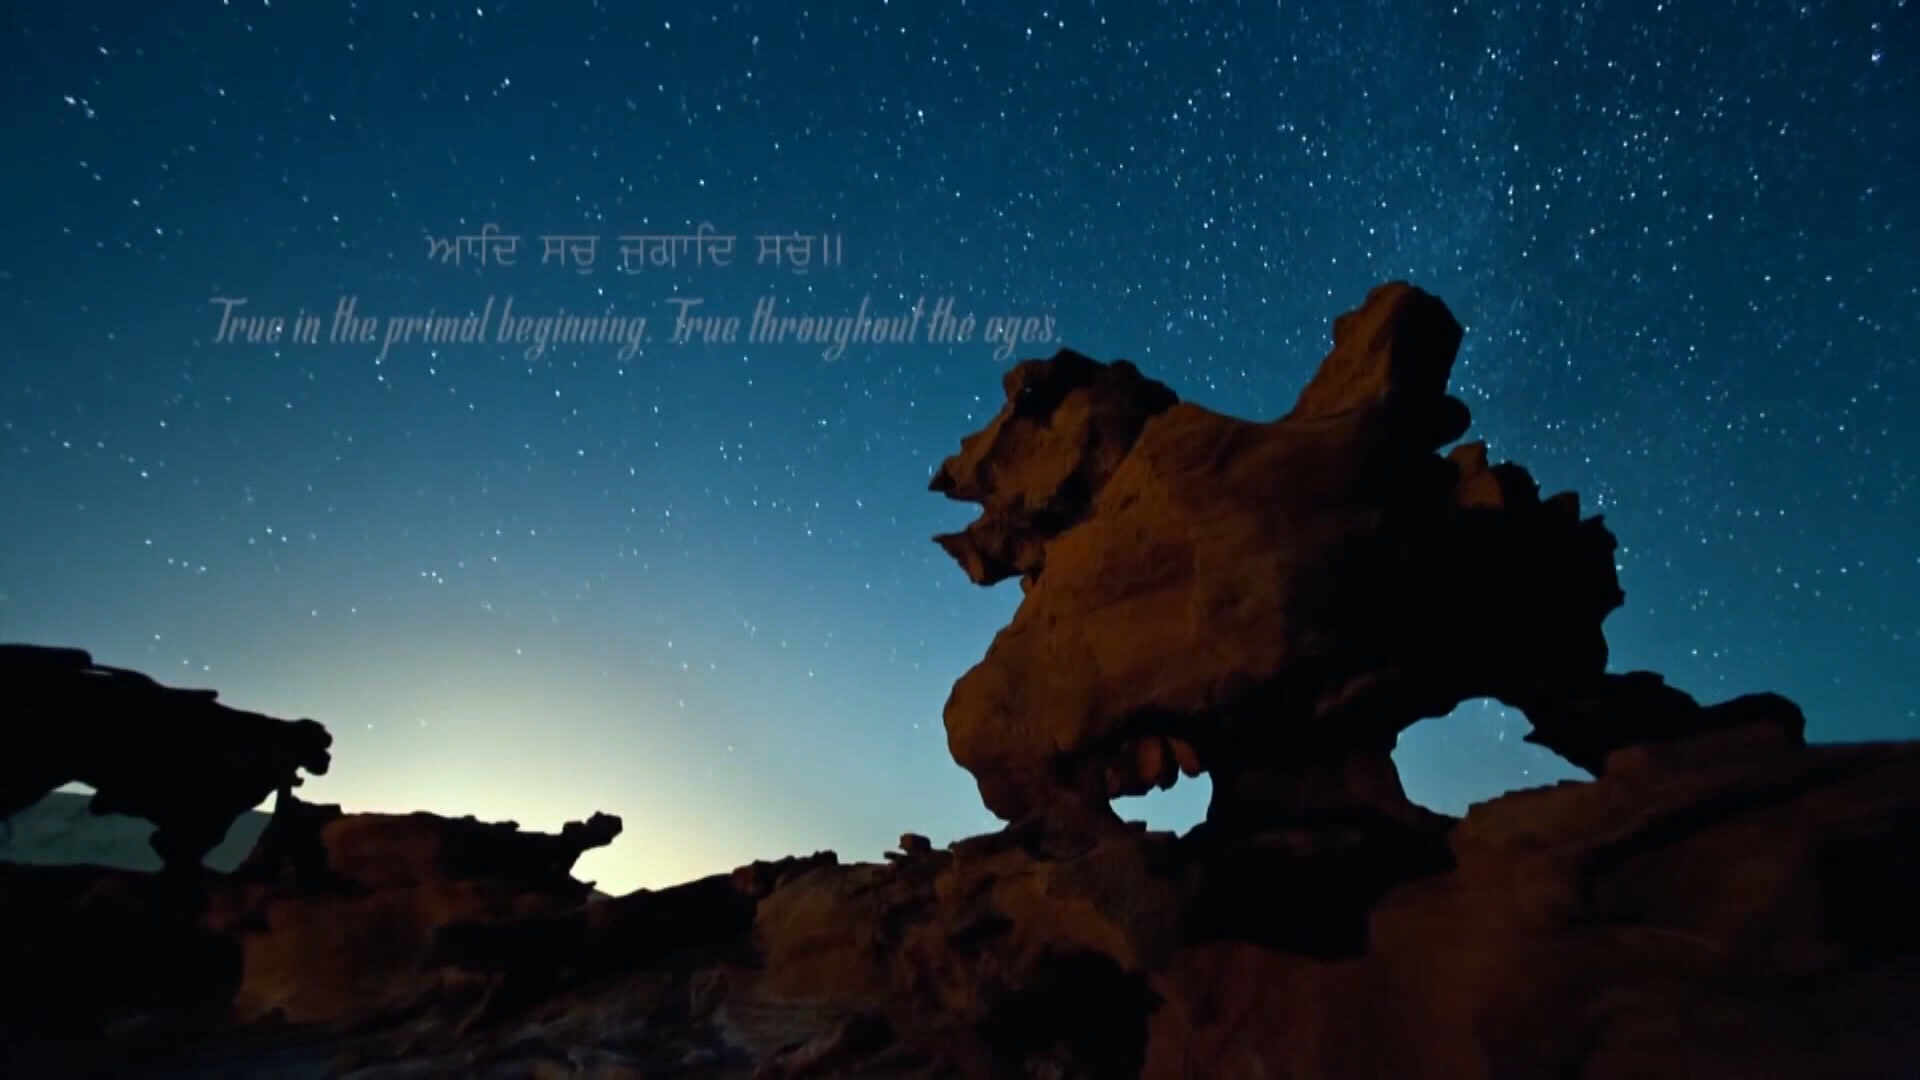 ਆਦਿ ਸਚੁ ਜੁਗਾਦਿ ਸਚੁ॥
True in the primal beginning. True throughout the ages.